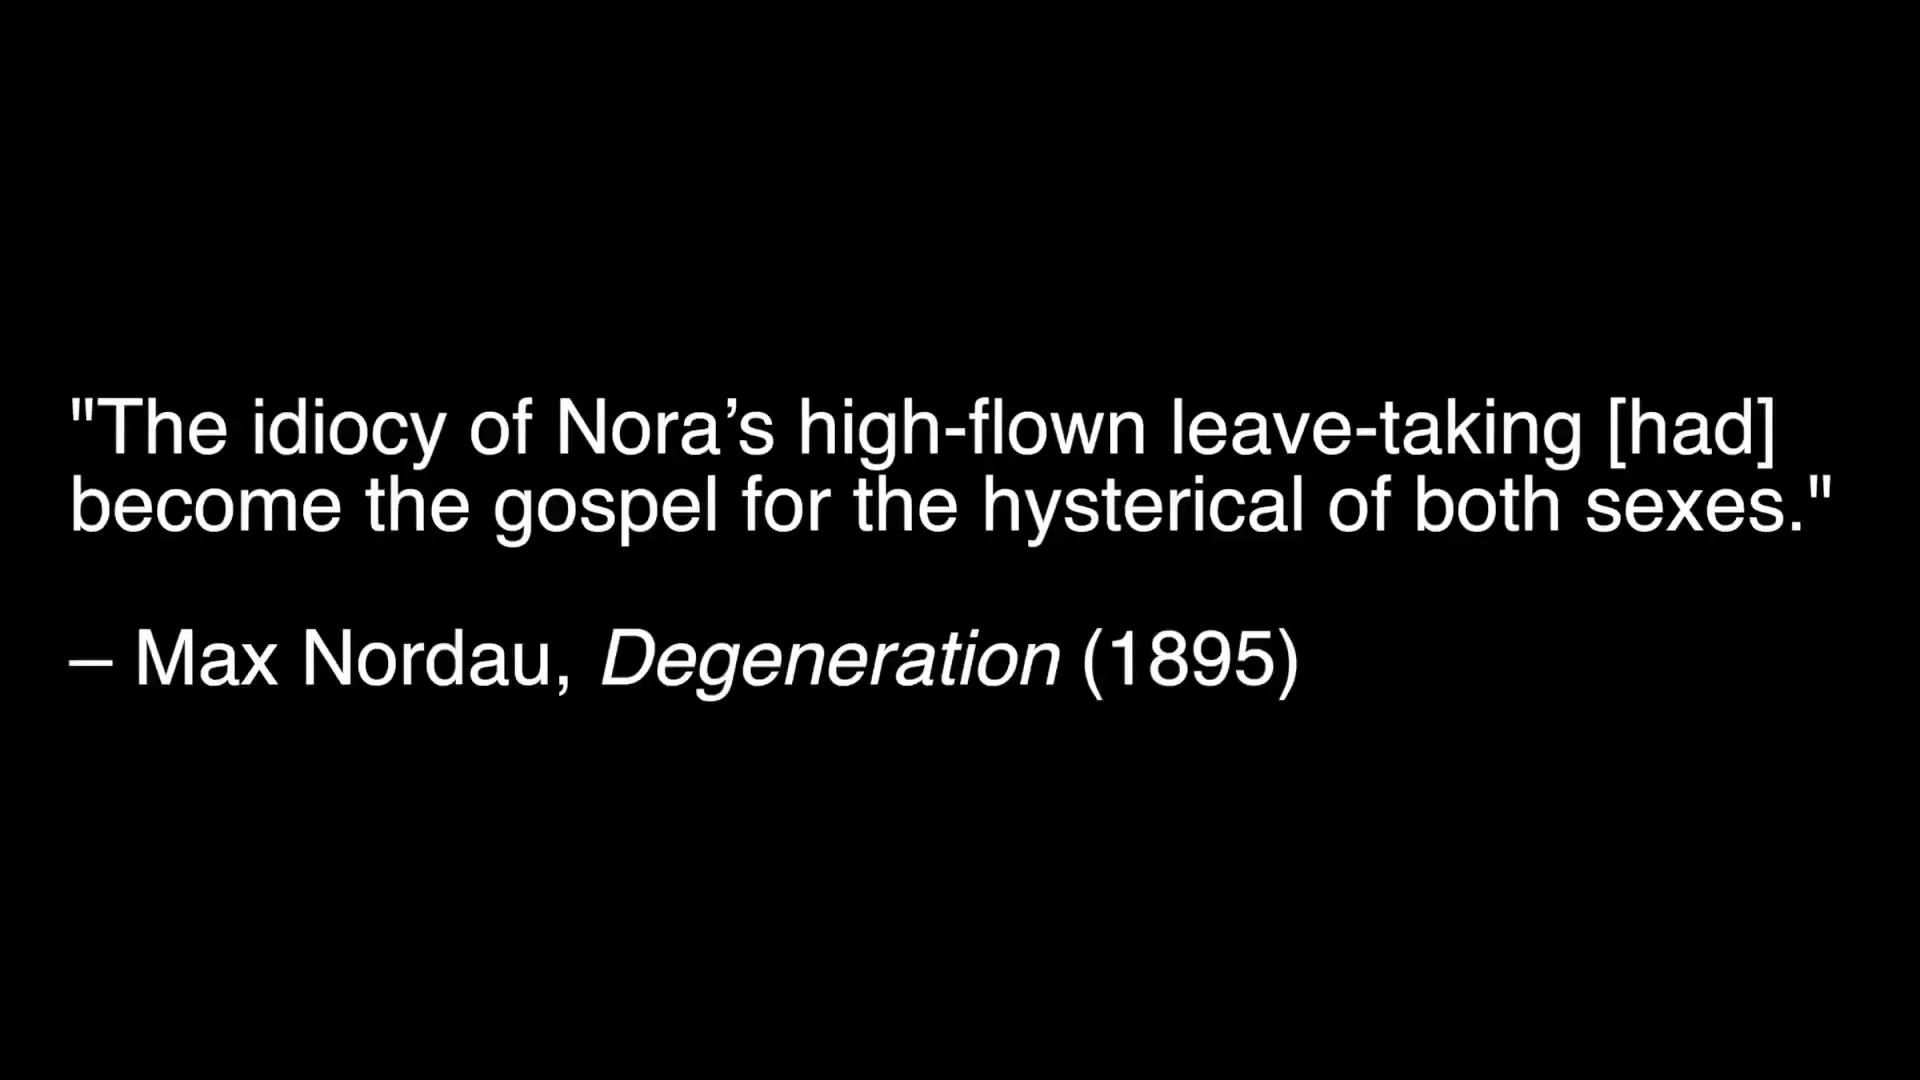 "The idiocy of Nora’s high-flown leave-taking [had]
become the gospel for the hysterical of both sexes."
– Max Nordau, Degeneration (1895)